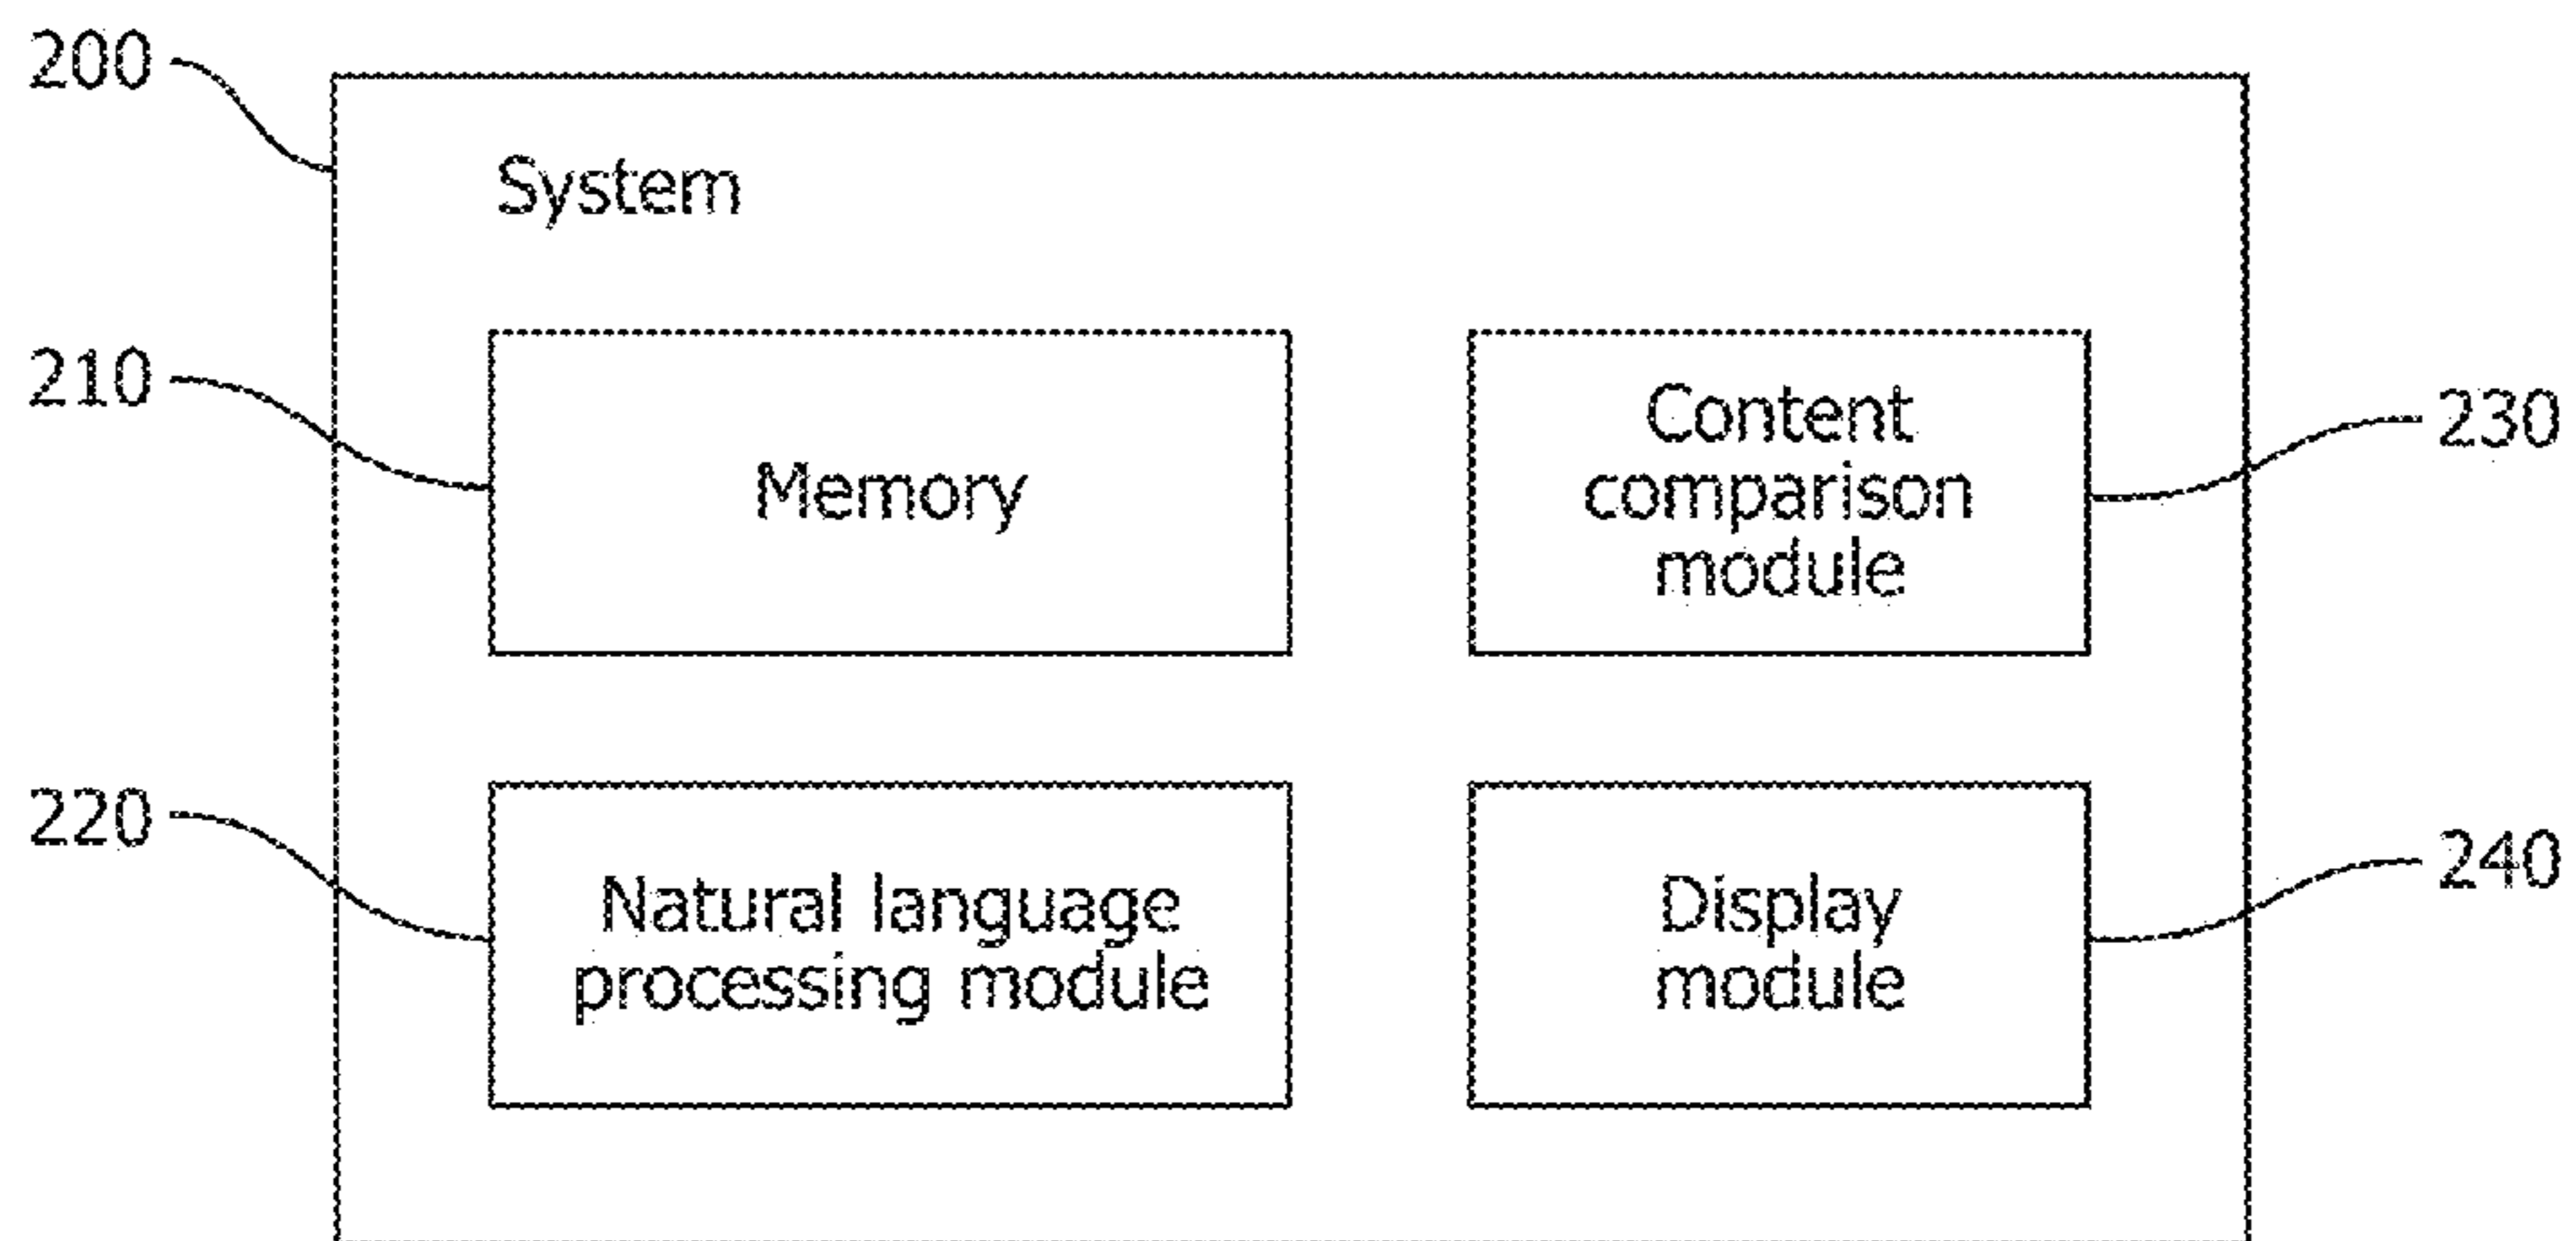 200
System
210
Memory
Content
comparison
module
230
220
Natural language
processing module
Display
module
240